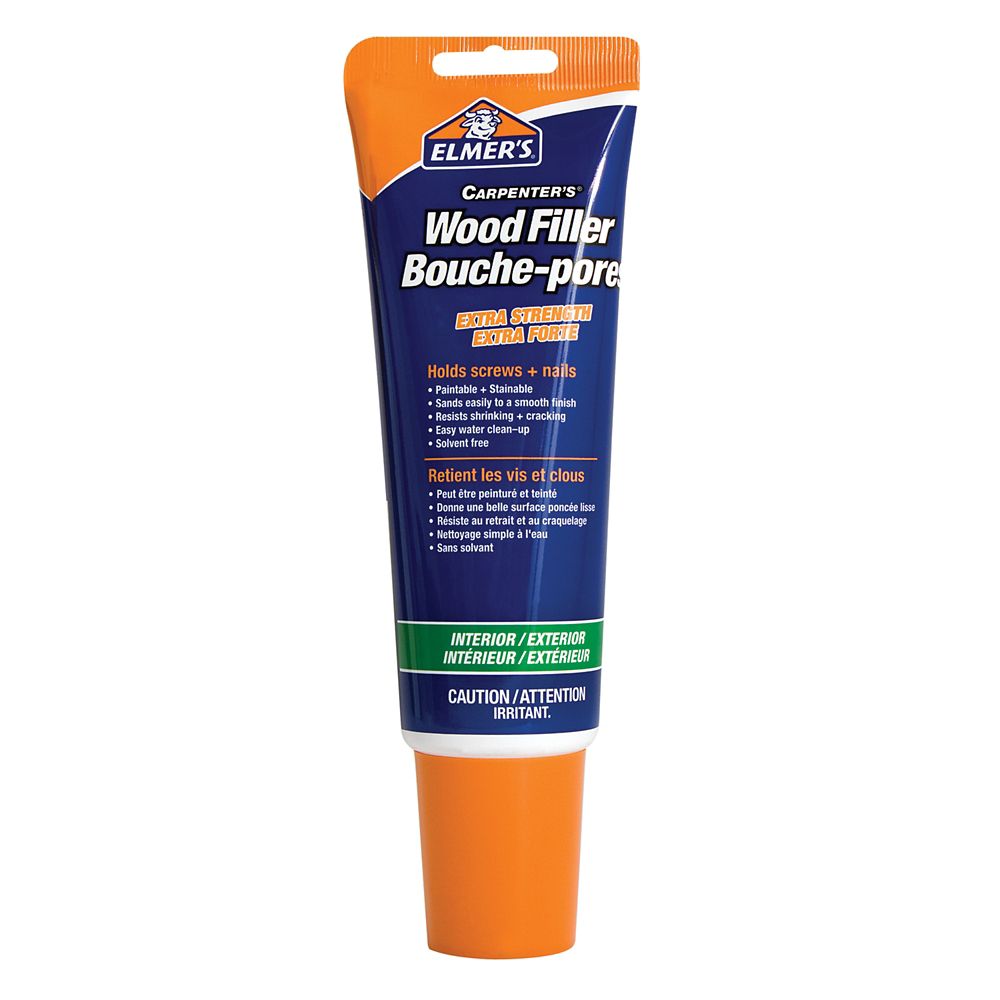 ELMER'S
CARPENTER'S®
Wood Filler
Bouche-pores
EXTRA STRENGTH
EXTRA FORTE
Holds screws + nails
• Paintable + Stainable
• Sands easily to a smooth finish
• Resists shrinking + cracking
• Easy water clean-up
• Solvent free
Retient les vis et clous
• Peut être peinturé et teinté
• Donne une belle surface poncée lisse
• Résiste au retrait et au craquelage
• Nettoyage simple à l'eau
• Sans solvant
INTERIOR / EXTERIOR
INTÉRIEUR / EXTÉRIEUR
CAUTION / ATTENTION
IRRITANT.